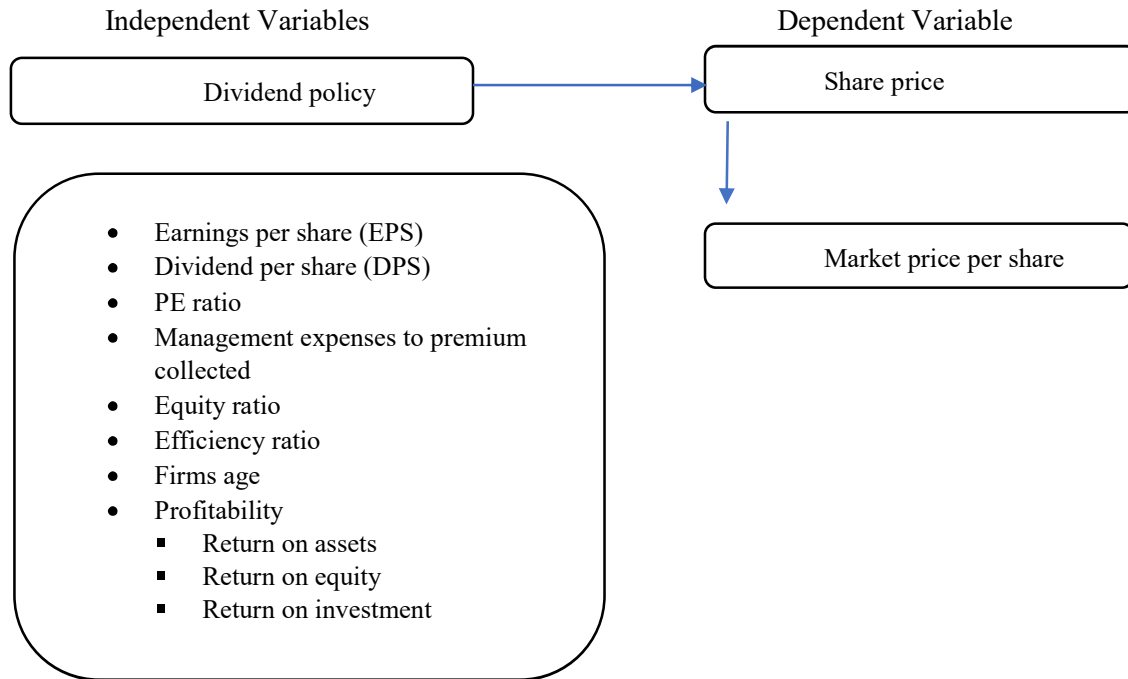 Independent Variables
Dependent Variable
Dividend policy
Share price
Market price per share
• Earnings per share (EPS)
• Dividend per share (DPS)
• PE ratio
• Management expenses to premium
collected
• Equity ratio
• Efficiency ratio
• Firms age
• Profitability
▪ Return on assets
▪ Return on equity
▪ Return on investment